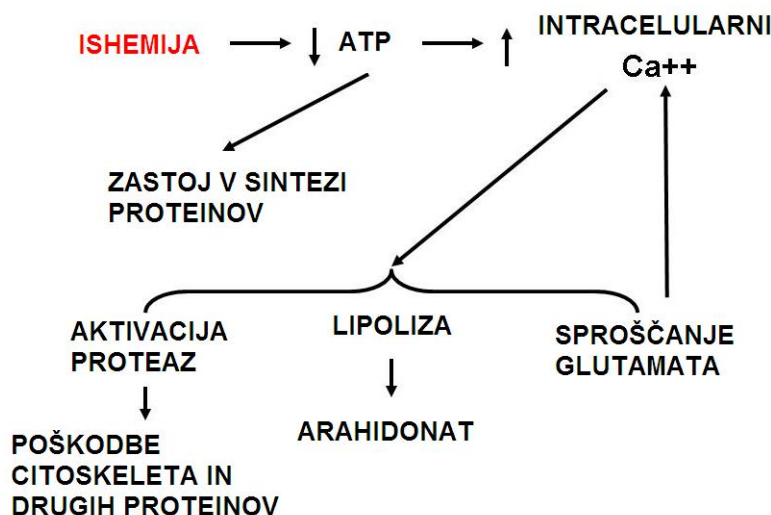 ISHEMIJA
ATP
INTRACELULARNI
Ca++
ZASTOJ V SINTEZI
PROTEINOV
AKTIVACIJA
PROTEAZ
LIPOLIZA
SPROŠČANJE
GLUTAMATA
POŠKODBE
CITOSKELETA IN
DRUGIH PROTEINOV
ARAHIDONAT